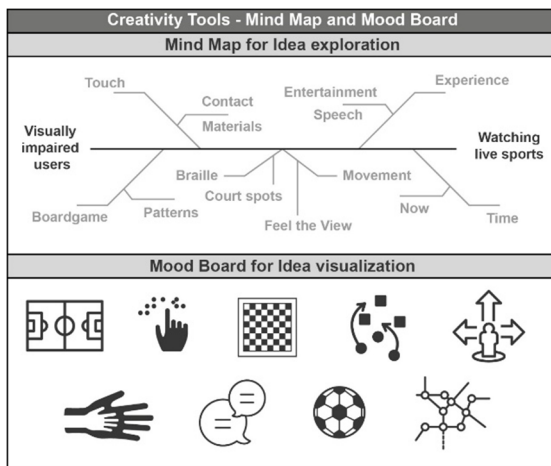 Creativity Tools - Mind Map and Mood Board
Mind Map for Idea exploration
Touch
Contact
Materials
Entertainment
Speech
Experience
Visually
impaired
users
Watching
live sports
Braille
Court spots
Feel the View
Movement
Boardgame
Patterns
Now
Time
Mood Board for Idea visualization